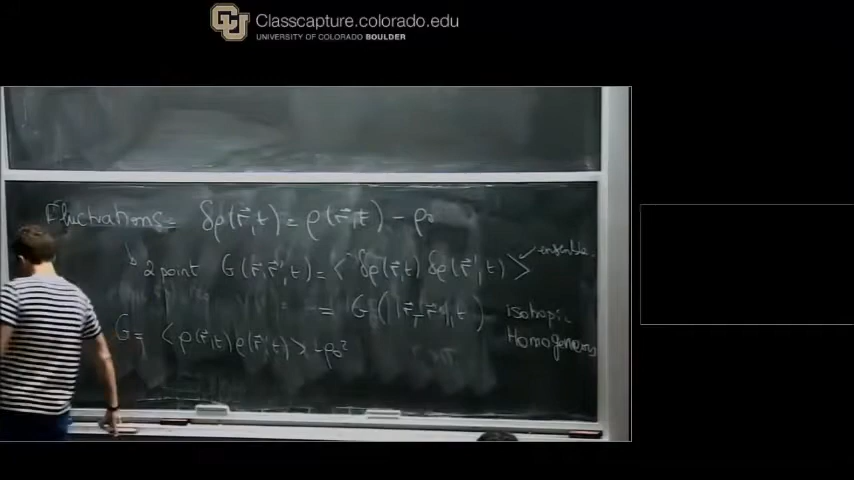 Classcapture.colorado.edu
UNIVERSITY OF COLORADO BOULDER
Fluctuations = δρ(r⃗,t) = ρ(r⃗,t) - ρ₀
2 point G(r⃗,r⃗',t) = < δρ(r⃗,t) δρ(r⃗',t) > ensemble
= G(|r⃗-r⃗'|,t) isotropic
Homogeneous
G = < ρ(r⃗,t)ρ(r⃗',t) > - ρ₀²